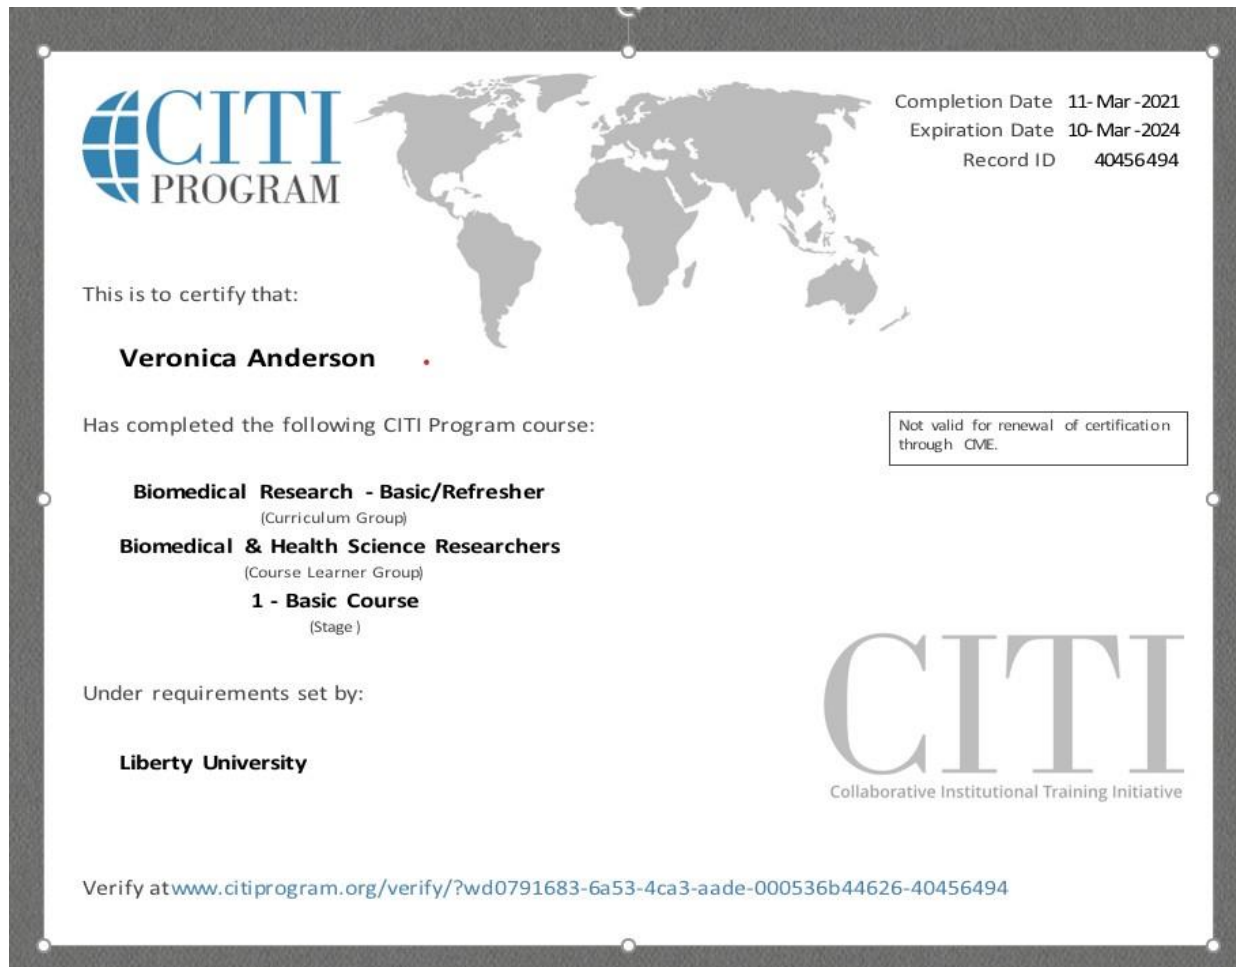 CITI
PROGRAM
Completion Date 11-Mar-2021
Expiration Date 10-Mar-2024
Record ID 40456494
This is to certify that:
Veronica Anderson
Has completed the following CITI Program course:
Not valid for renewal of certification
through CME.
Biomedical Research - Basic/Refresher
(Curriculum Group)
Biomedical & Health Science Researchers
(Course Learner Group)
1 - Basic Course
(Stage)
Under requirements set by:
Liberty University
CITI
Collaborative Institutional Training Initiative
Verify at www.citiprogram.org/verify/?wd0791683-6a53-4ca3-aade-000536b44626-40456494